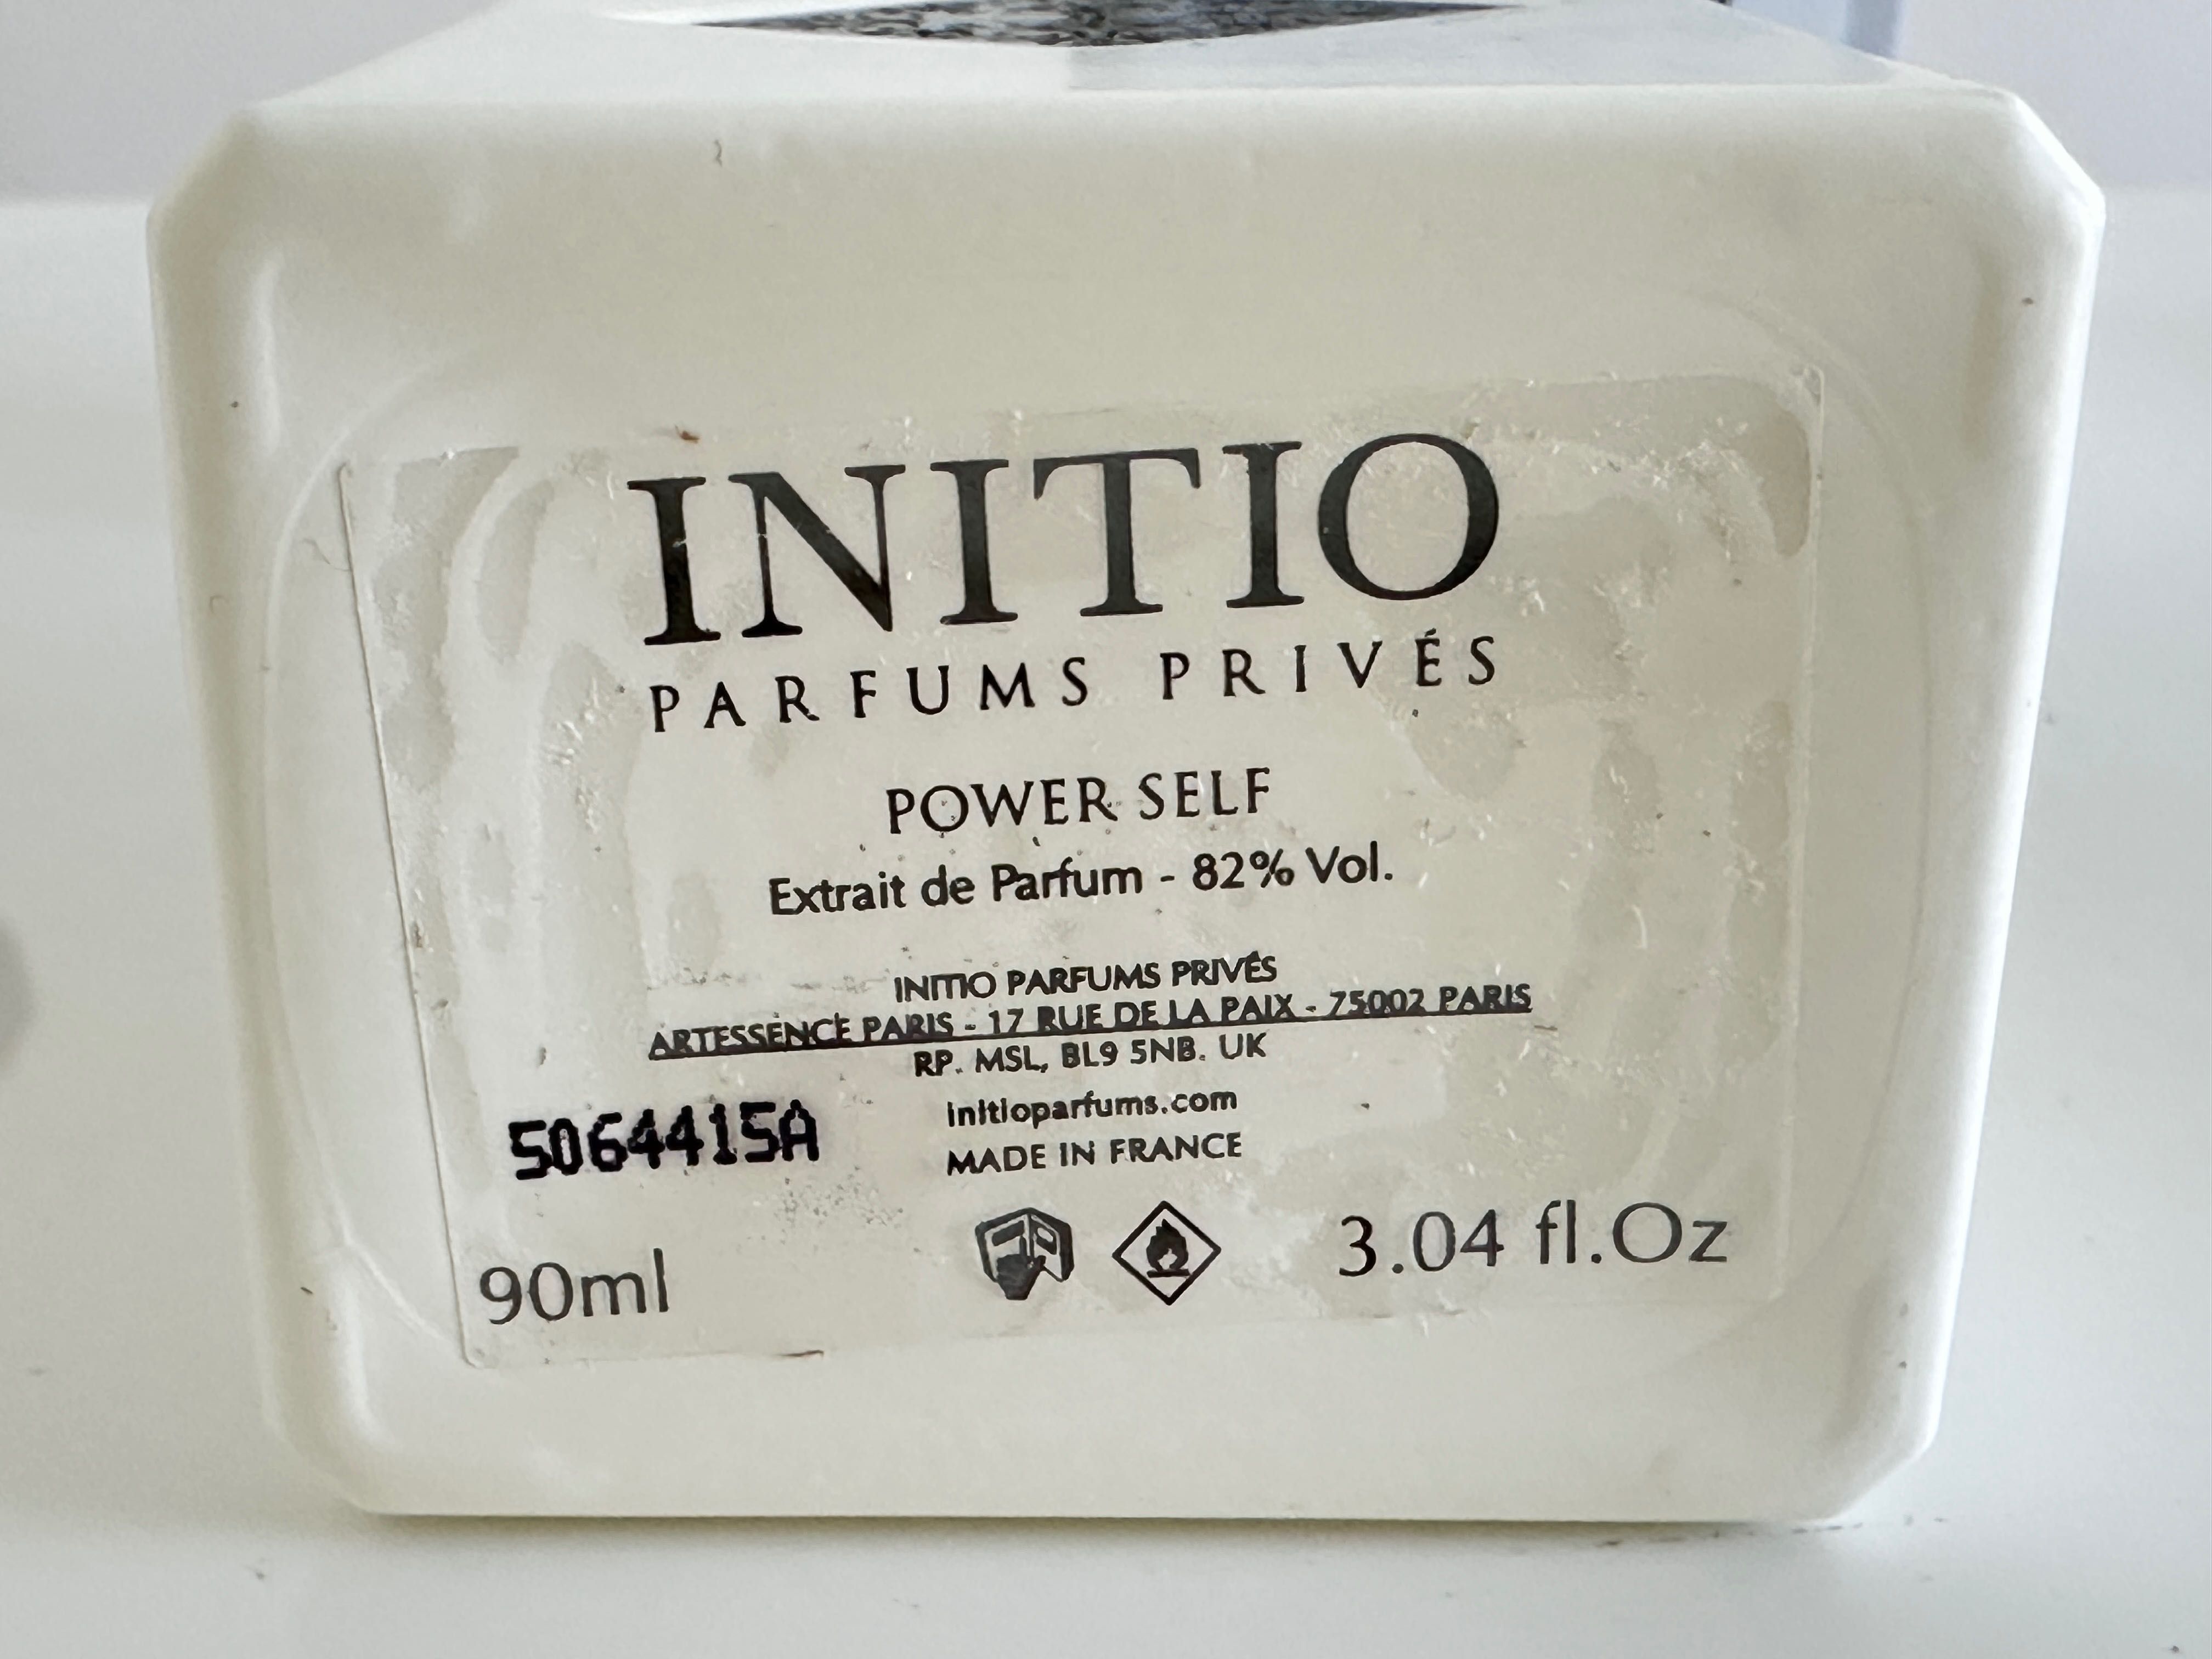 INITIO
PARFUMS PRIVÉS
POWER SELF
Extrait de Parfum - 82% Vol.
INITIO PARFUMS PRIVÉS
ARTESSENCE PARIS - 17 RUE DE LA PAIX - 75002 PARIS
RP. MSL, BL9 5NB. UK
initioparfums.com
MADE IN FRANCE
5064415A
90ml
3.04 fl.Oz